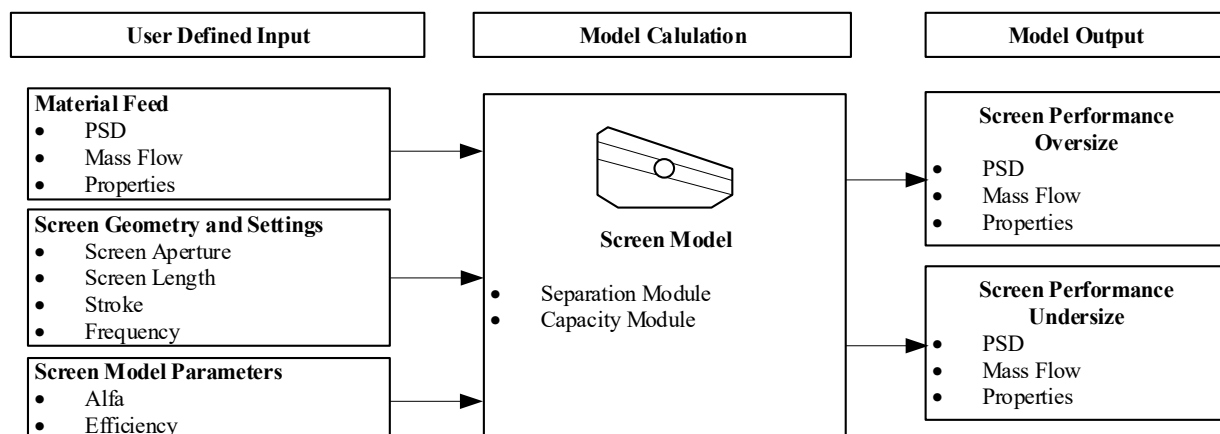 User Defined Input
Model Calulation
Model Output
Material Feed
• PSD
• Mass Flow
• Properties
Screen Geometry and Settings
• Screen Aperture
• Screen Length
• Stroke
• Frequency
Screen Model Parameters
• Alfa
• Efficiency
Screen Model
• Separation Module
• Capacity Module
Screen Performance
Oversize
• PSD
• Mass Flow
• Properties
Screen Performance
Undersize
• PSD
• Mass Flow
• Properties